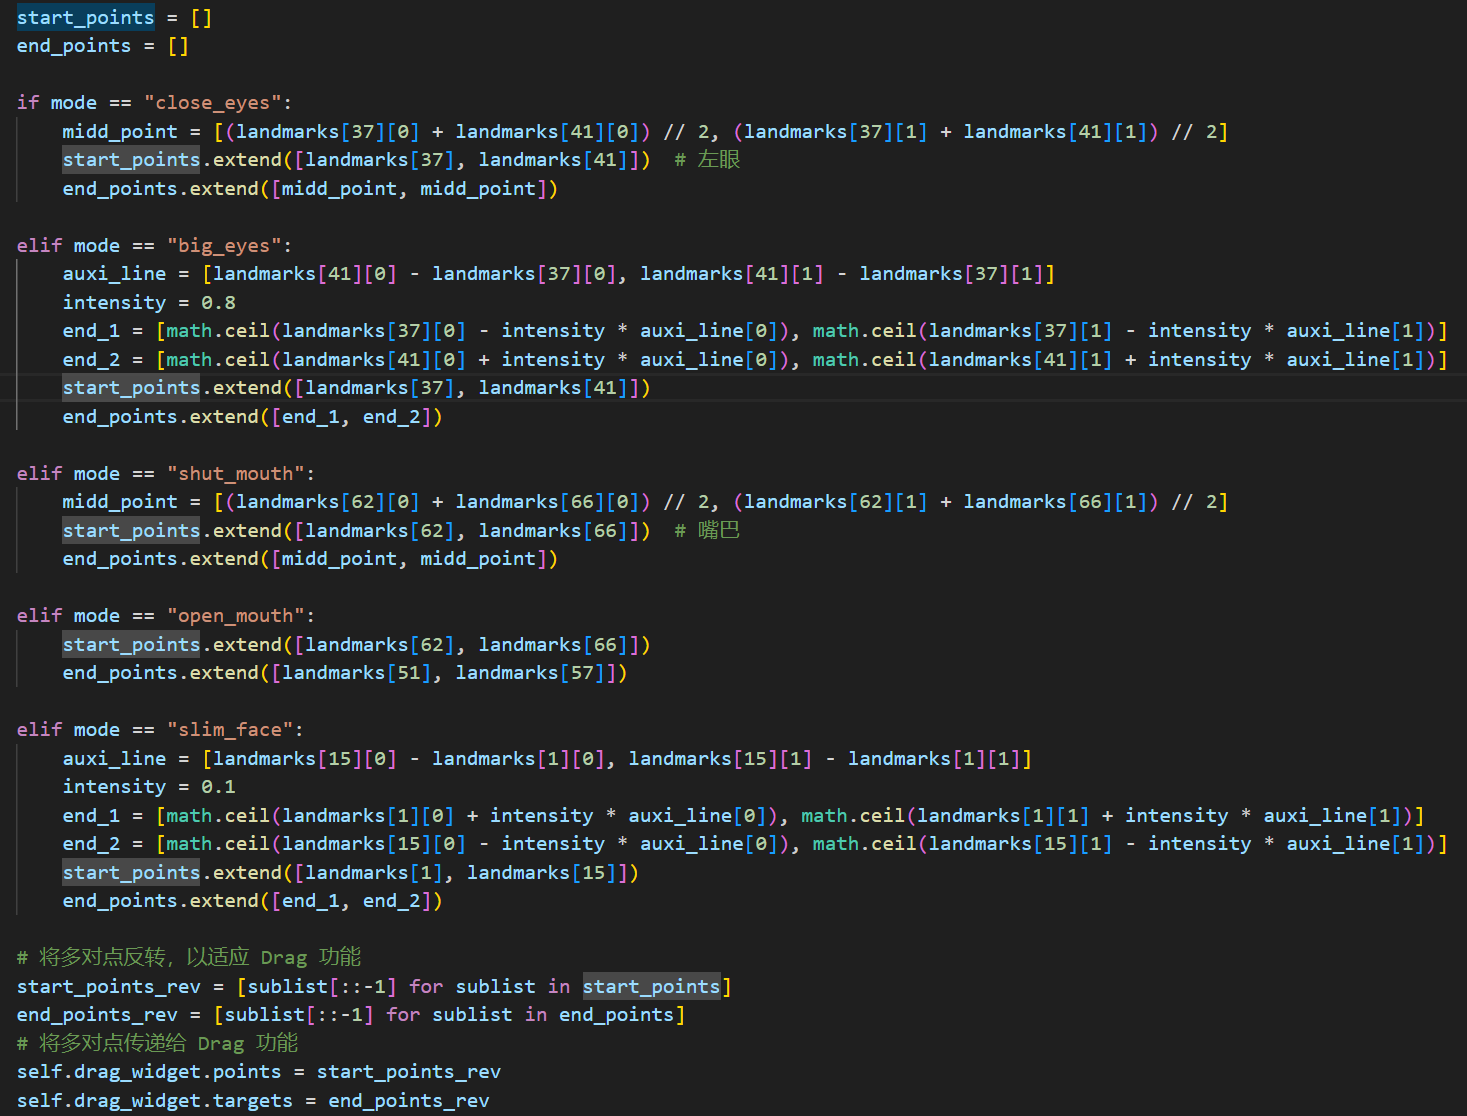 start_points = []
end_points = []
if mode == "close_eyes":
    midd_point = [(landmarks[37][0] + landmarks[41][0]) // 2, (landmarks[37][1] + landmarks[41][1]) // 2]
    start_points.extend([landmarks[37], landmarks[41]])  # 左眼
    end_points.extend([midd_point, midd_point])
elif mode == "big_eyes":
    auxi_line = [landmarks[41][0] - landmarks[37][0], landmarks[41][1] - landmarks[37][1]]
    intensity = 0.8
    end_1 = [math.ceil(landmarks[37][0] - intensity * auxi_line[0]), math.ceil(landmarks[37][1] - intensity * auxi_line[1])]
    end_2 = [math.ceil(landmarks[41][0] + intensity * auxi_line[0]), math.ceil(landmarks[41][1] + intensity * auxi_line[1])]
    start_points.extend([landmarks[37], landmarks[41]])
    end_points.extend([end_1, end_2])
elif mode == "shut_mouth":
    midd_point = [(landmarks[62][0] + landmarks[66][0]) // 2, (landmarks[62][1] + landmarks[66][1]) // 2]
    start_points.extend([landmarks[62], landmarks[66]])  # 嘴巴
    end_points.extend([midd_point, midd_point])
elif mode == "open_mouth":
    start_points.extend([landmarks[62], landmarks[66]])
    end_points.extend([landmarks[51], landmarks[57]])
elif mode == "slim_face":
    auxi_line = [landmarks[15][0] - landmarks[1][0], landmarks[15][1] - landmarks[1][1]]
    intensity = 0.1
    end_1 = [math.ceil(landmarks[1][0] + intensity * auxi_line[0]), math.ceil(landmarks[1][1] + intensity * auxi_line[1])]
    end_2 = [math.ceil(landmarks[15][0] - intensity * auxi_line[0]), math.ceil(landmarks[15][1] - intensity * auxi_line[1])]
    start_points.extend([landmarks[1], landmarks[15]])
    end_points.extend([end_1, end_2])
# 将多对点反转，以适应 Drag 功能
start_points_rev = [sublist[::-1] for sublist in start_points]
end_points_rev = [sublist[::-1] for sublist in end_points]
# 将多对点传递给 Drag 功能
self.drag_widget.points = start_points_rev
self.drag_widget.targets = end_points_rev